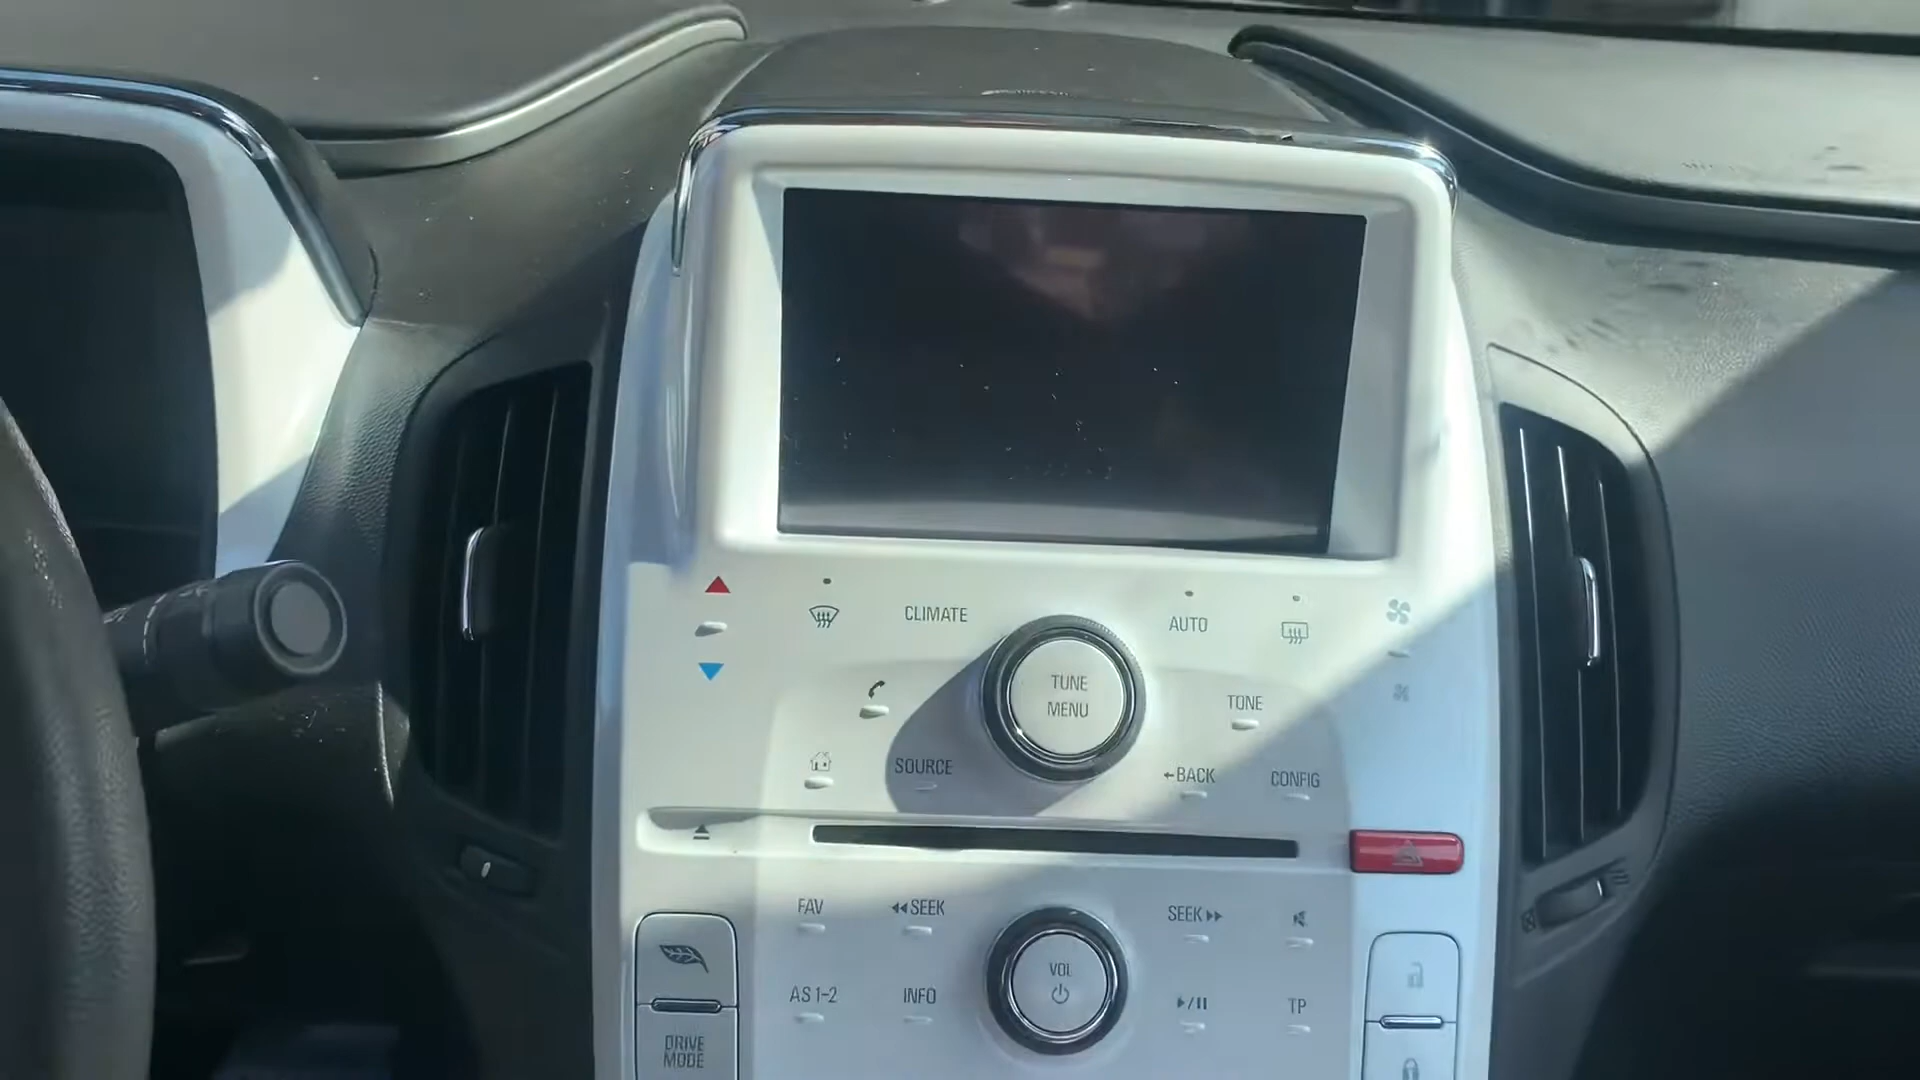 CLIMATE
AUTO
TUNE
MENU
TONE
SOURCE
BACK
CONFIG
FAV
SEEK
SEEK
VOL
AS 1-2
INFO
TP
DRIVE
MODE